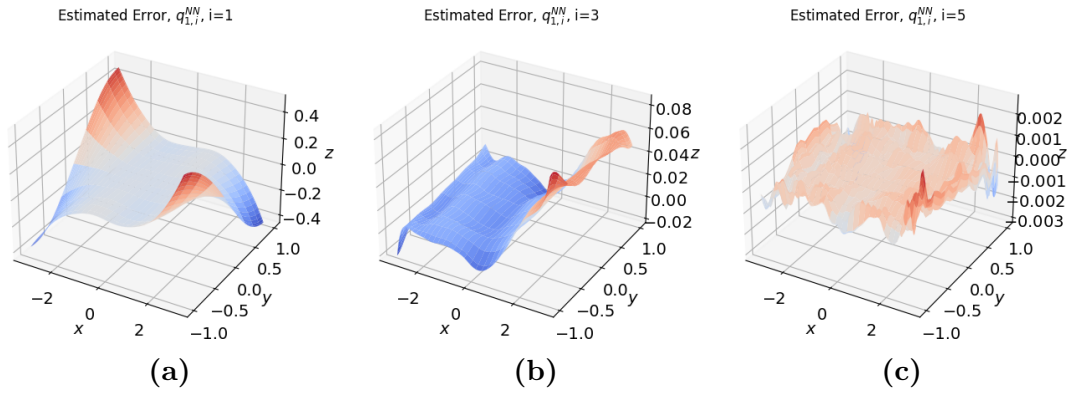 Estimated Error, $q_{1,i}^{NN}$, i=1
0.4
0.2
0.0
−0.2
−0.4
z
1.0
0.5
0.0
−0.5
−1.0
y
−2
0
2
x
(a)
Estimated Error, $q_{1,i}^{NN}$, i=3
0.08
0.06
0.04
0.02
0.00
−0.02
z
1.0
0.5
0.0
−0.5
−1.0
y
−2
0
2
x
(b)
Estimated Error, $q_{1,i}^{NN}$, i=5
0.002
0.001
0.000
−0.001
−0.002
−0.003
z
1.0
0.5
0.0
−0.5
−1.0
y
−2
0
2
x
(c)